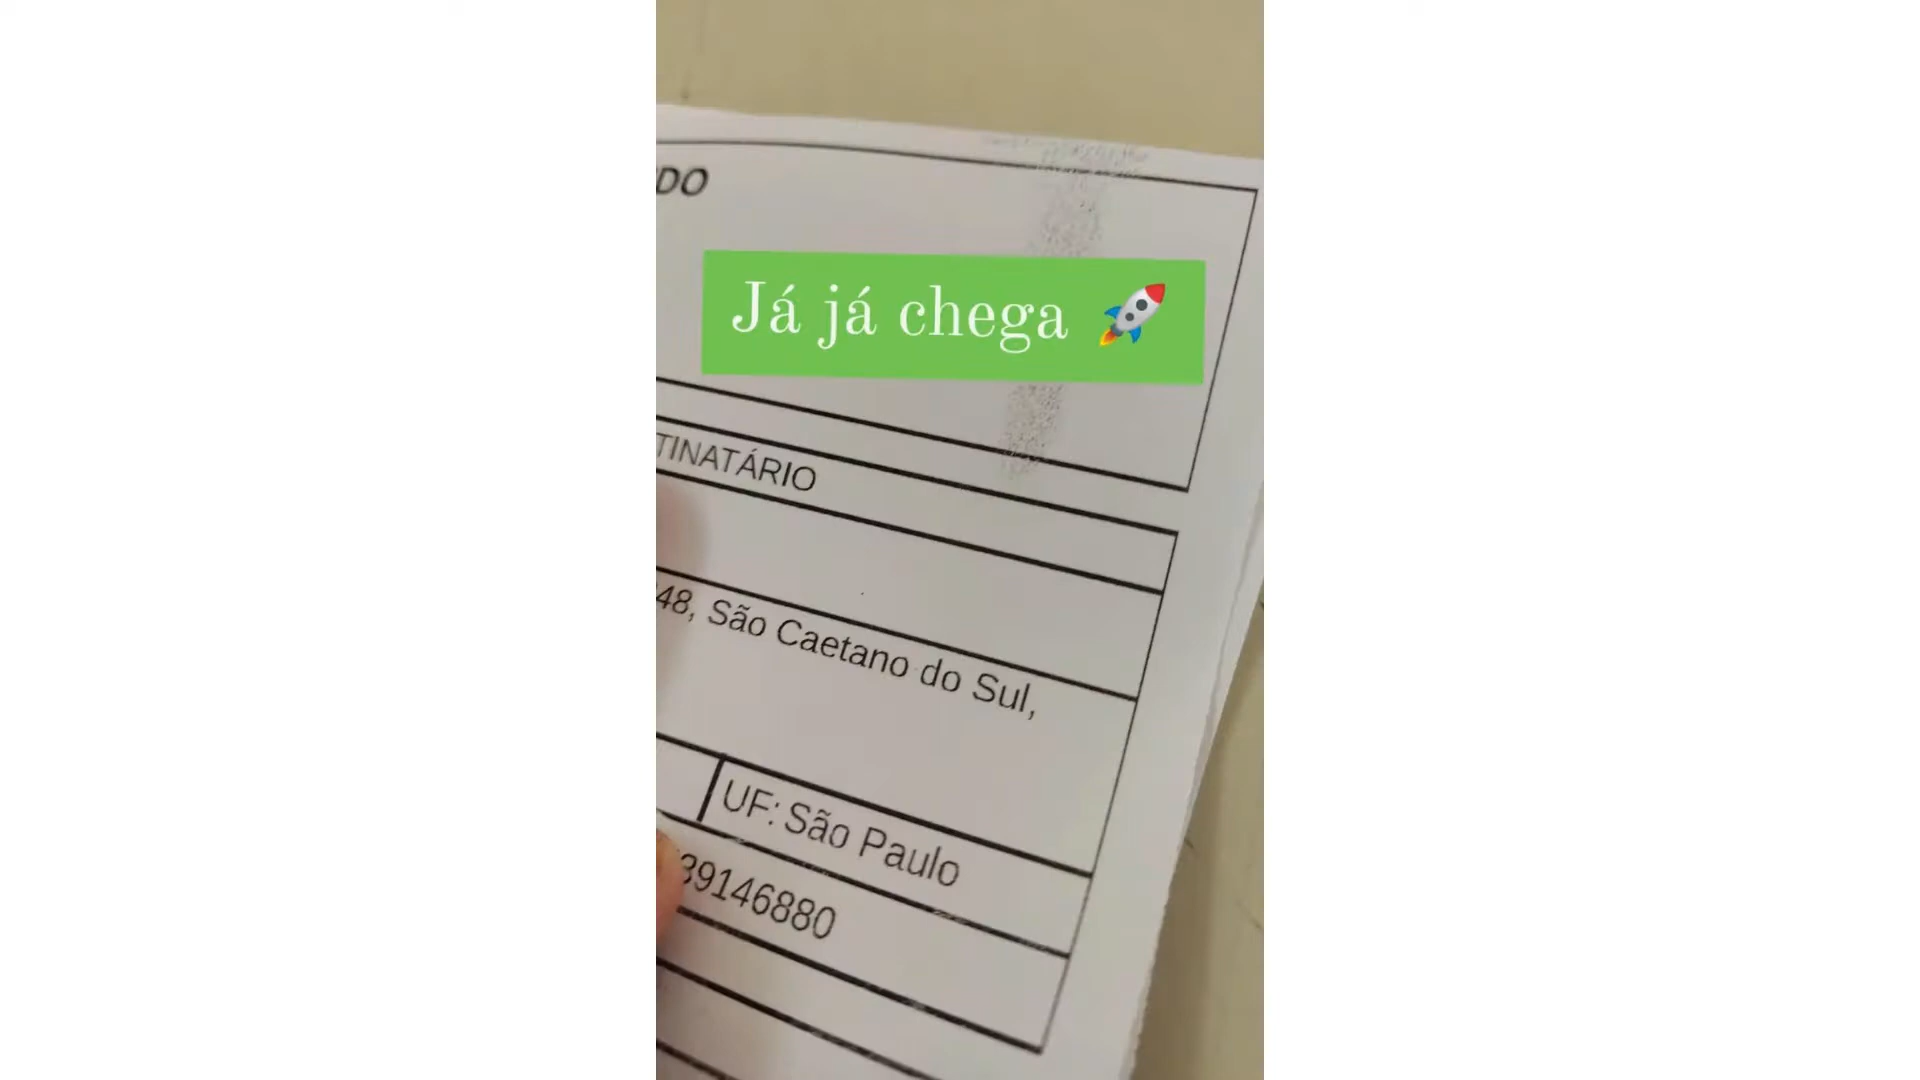 DO
Já já chega 🚀
TINATÁRIO
48, São Caetano do Sul,
UF: São Paulo
39146880